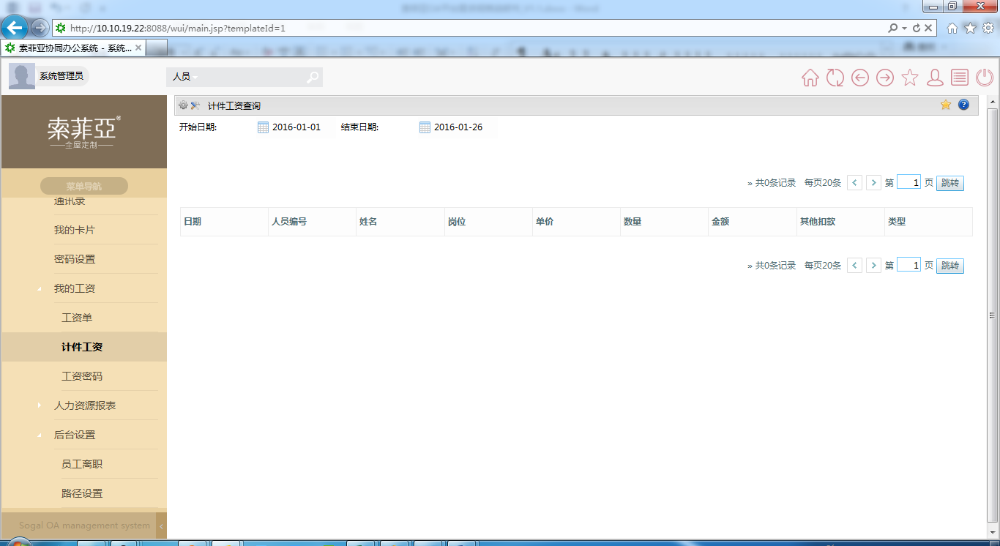 http://10.10.19.22:8088/wui/main.jsp?templateId=1
索菲亚协同办公系统 - 系统...
系统管理员
人员
索菲亞®
全屋定制
菜单导航
通讯录
我的卡片
密码设置
我的工资
工资单
计件工资
工资密码
人力资源报表
后台设置
员工离职
路径设置
Sogal OA management system
计件工资查询
开始日期: 2016-01-01 结束日期: 2016-01-26
» 共0条记录 每页20条 < > 第 1 页 跳转
日期 人员编号 姓名 岗位 单价 数量 金额 其他扣款 类型
» 共0条记录 每页20条 < > 第 1 页 跳转